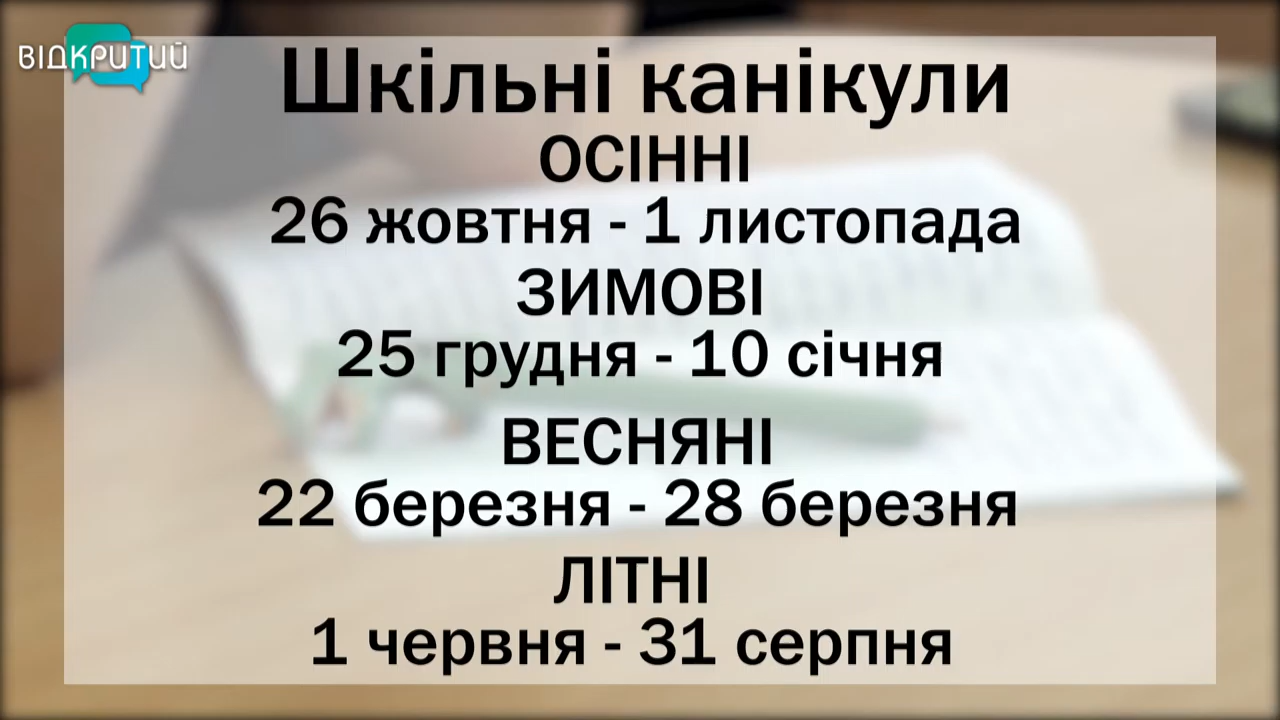 ВІДКРИТИЙ
Шкільні канікули
ОСІННІ
26 жовтня - 1 листопада
ЗИМОВІ
25 грудня - 10 січня
ВЕСНЯНІ
22 березня - 28 березня
ЛІТНІ
1 червня - 31 серпня